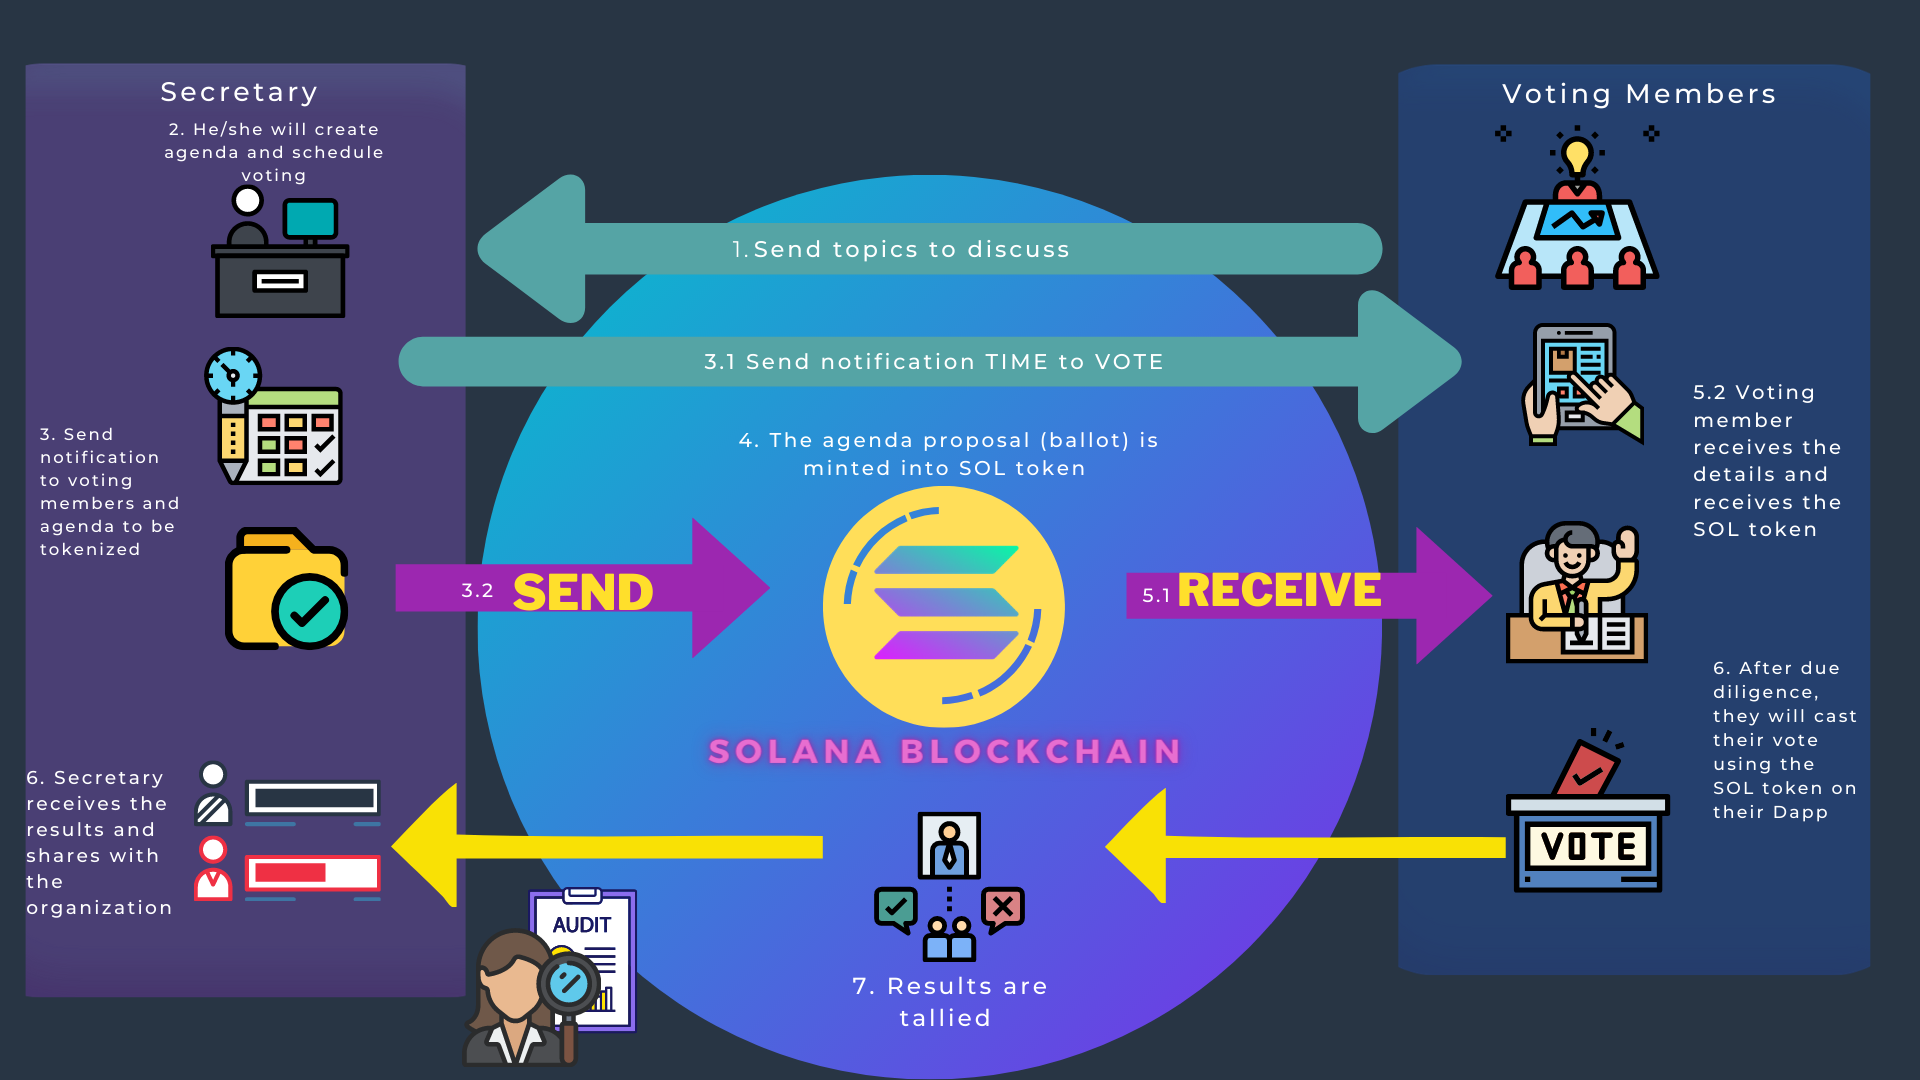 Secretary
2. He/she will create
agenda and schedule
voting
3. Send
notification
to voting
members and
agenda to be
tokenized
6. Secretary
receives the
results and
shares with
the
organization
1. Send topics to discuss
3.1 Send notification TIME to VOTE
4. The agenda proposal (ballot) is
minted into SOL token
3.2 SEND
5.1 RECEIVE
SOLANA BLOCKCHAIN
AUDIT
7. Results are
tallied
Voting Members
5.2 Voting
member
receives the
details and
receives the
SOL token
6. After due
diligence,
they will cast
their vote
using the
SOL token on
their Dapp
VOTE